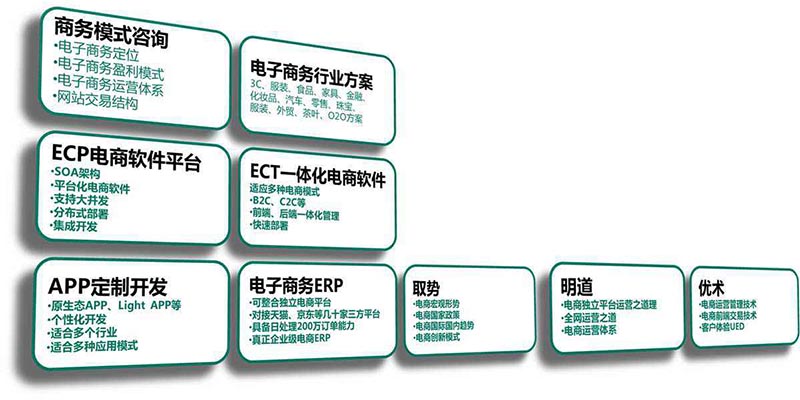 商务模式咨询
•电子商务定位
•电子商务盈利模式
•电子商务运营体系
•网站交易结构
电子商务行业方案
3C、服装、食品、家具、金融、
化妆品、汽车、零售、珠宝、
服装、外贸、茶叶、O2O方案
ECP电商软件平台
•SOA架构
•平台化电商软件
•支持大并发
•分布式部署
•集成开发
ECT一体化电商软件
适应多种电商模式
•B2C、C2C等
•前端、后端一体化管理
•快速部署
APP定制开发
•原生态APP、Light APP等
•个性化开发
•适合多个行业
•适合多种应用模式
电子商务ERP
•可整合独立电商平台
•对接天猫、京东等几十家三方平台
•具备日处理200万订单能力
•真正企业级电商ERP
取势
•电商宏观形势
•电商国家政策
•电商国际国内趋势
•电商创新模式
明道
•电商独立平台运营之道理
•全网运营之道
•电商运营体系
优术
•电商运营管理技术
•电商前端交易技术
•客户体验UED